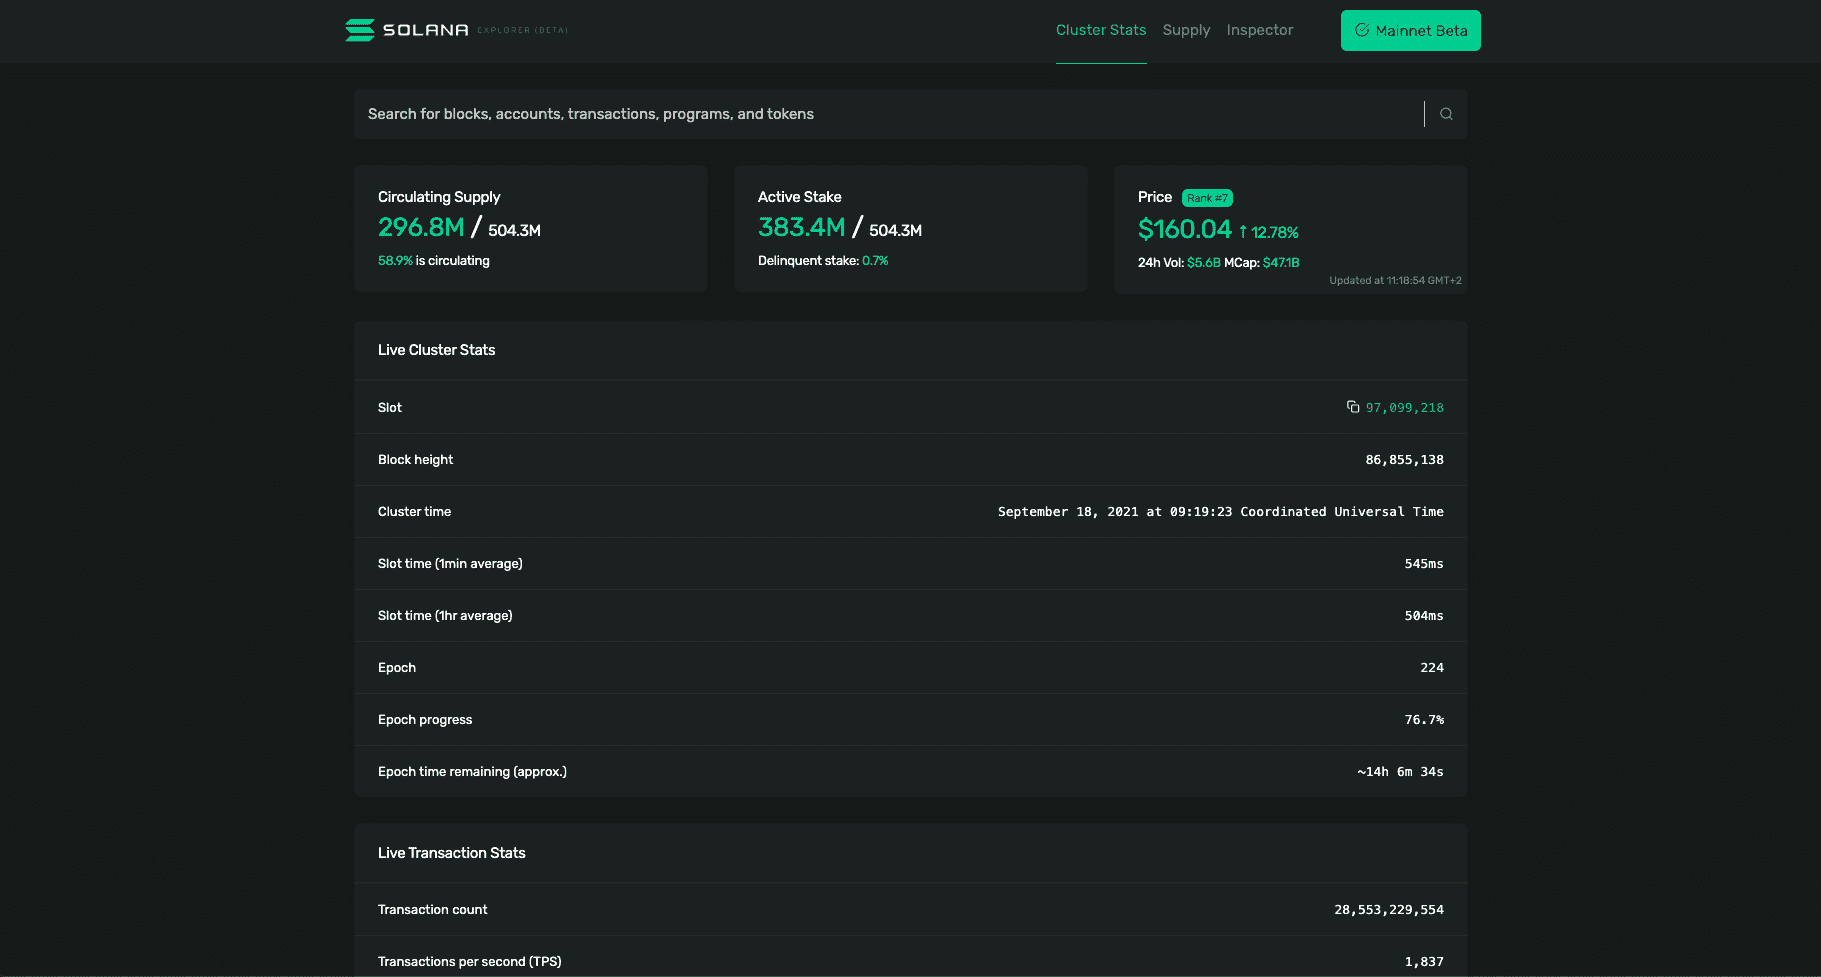 SOLANA EXPLORER (BETA)
Cluster Stats Supply Inspector Mainnet Beta
Search for blocks, accounts, transactions, programs, and tokens
Circulating Supply
296.8M / 504.3M
58.9% is circulating
Active Stake
383.4M / 504.3M
Delinquent stake: 0.7%
Price Rank #7
$160.04 ↑ 12.78%
24h Vol: $5.6B MCap: $47.1B
Updated at 11:18:54 GMT+2
Live Cluster Stats
Slot 97,099,218
Block height 86,855,138
Cluster time September 18, 2021 at 09:19:23 Coordinated Universal Time
Slot time (1min average) 545ms
Slot time (1hr average) 504ms
Epoch 224
Epoch progress 76.7%
Epoch time remaining (approx.) ~14h 6m 34s
Live Transaction Stats
Transaction count 28,553,229,554
Transactions per second (TPS) 1,837